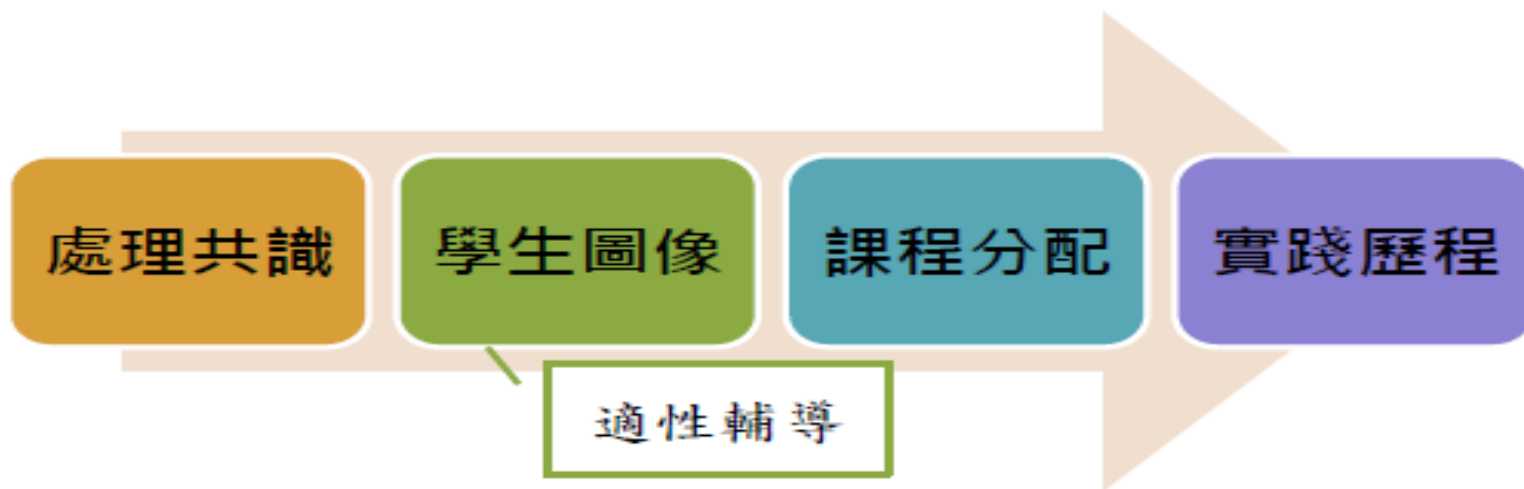 處理共識
學生圖像
課程分配
實踐歷程
適性輔導